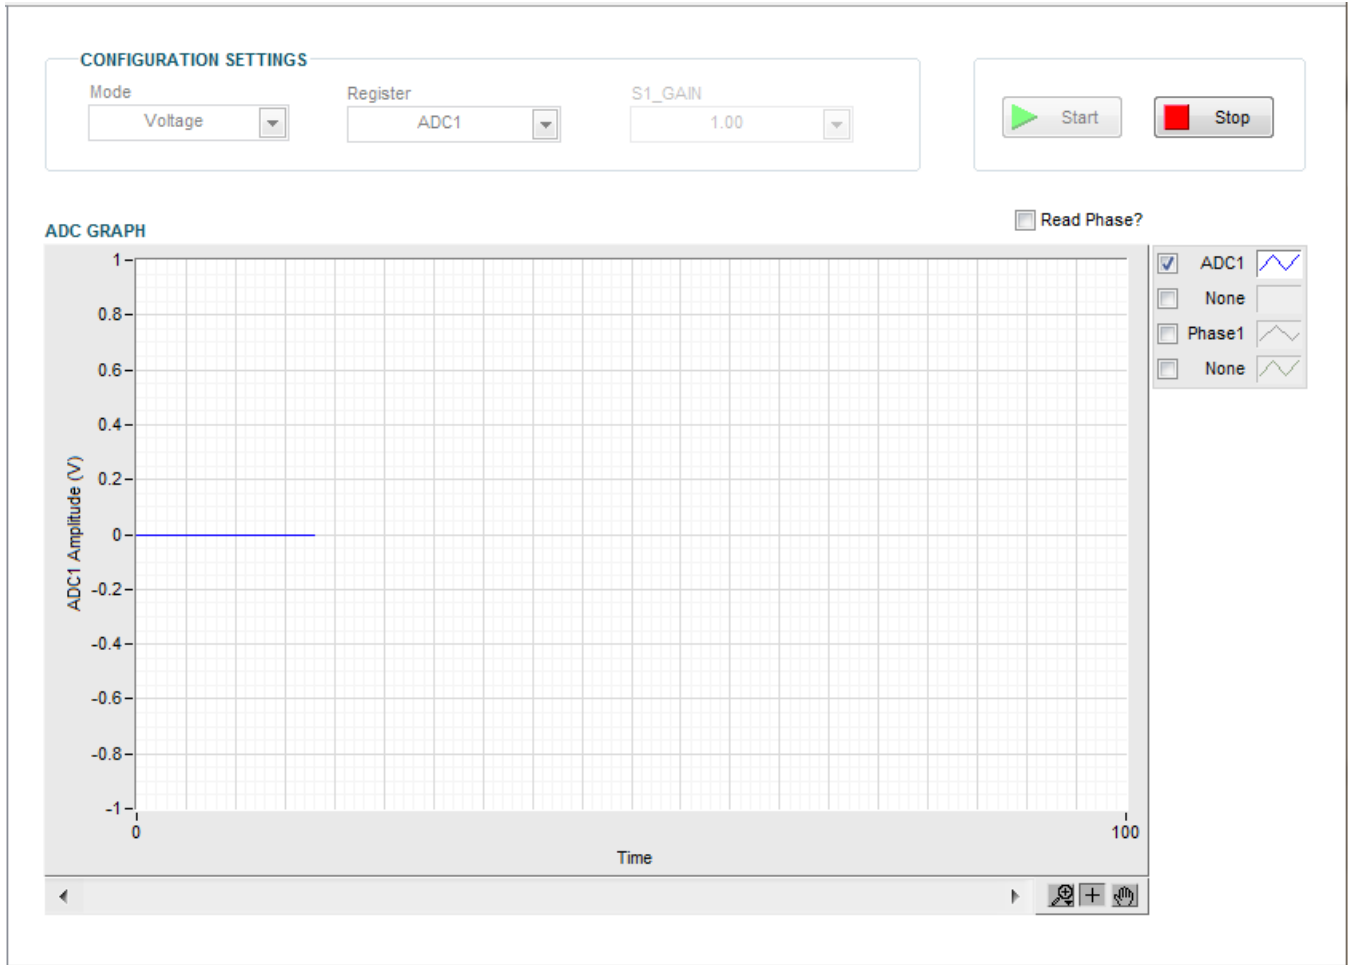 CONFIGURATION SETTINGS
Mode
Register
S1_GAIN
Voltage
ADC1
1.00
Start
Stop
Read Phase?
ADC GRAPH
ADC1
None
Phase1
None
1
0.8
0.6
0.4
0.2
0
-0.2
-0.4
-0.6
-0.8
-1
ADC1 Amplitude (V)
0
100
Time